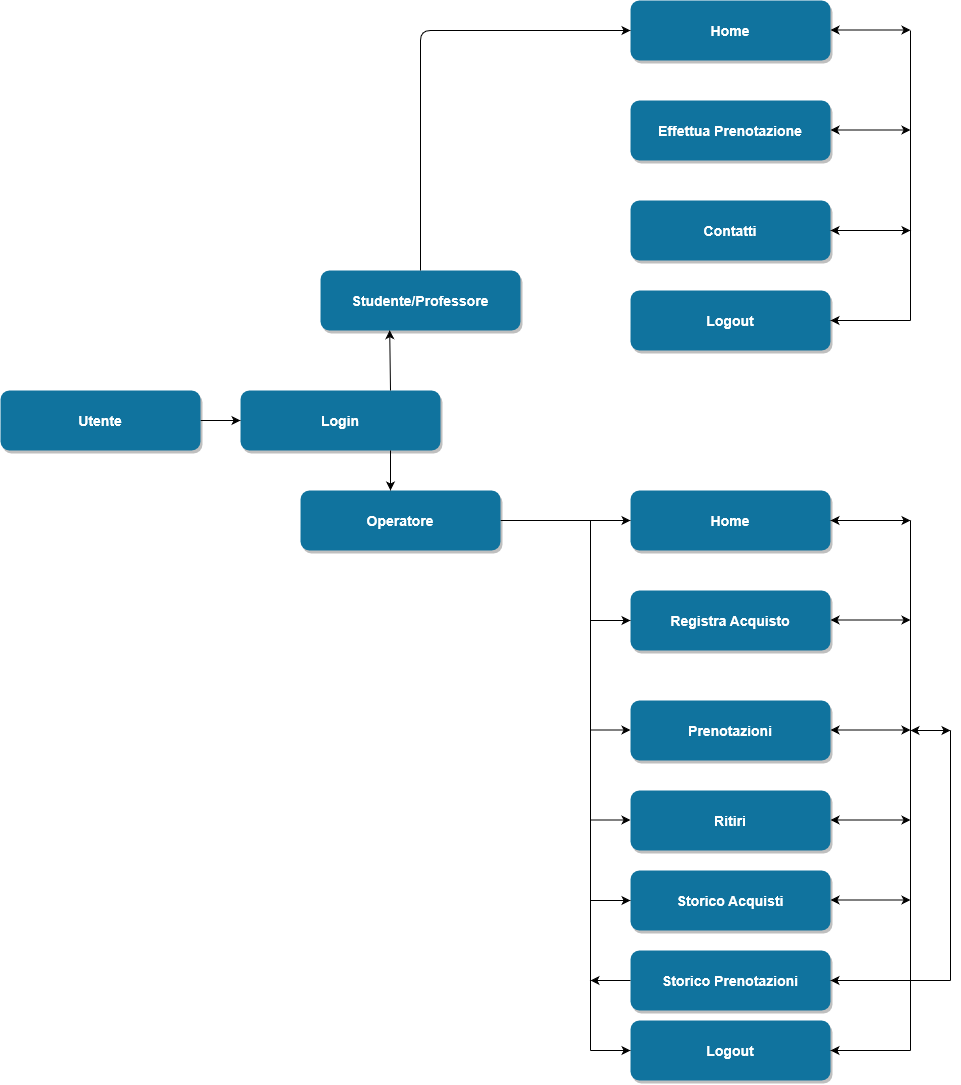 Home
Effettua Prenotazione
Contatti
Studente/Professore
Logout
Utente
Login
Operatore
Home
Registra Acquisto
Prenotazioni
Ritiri
Storico Acquisti
Storico Prenotazioni
Logout